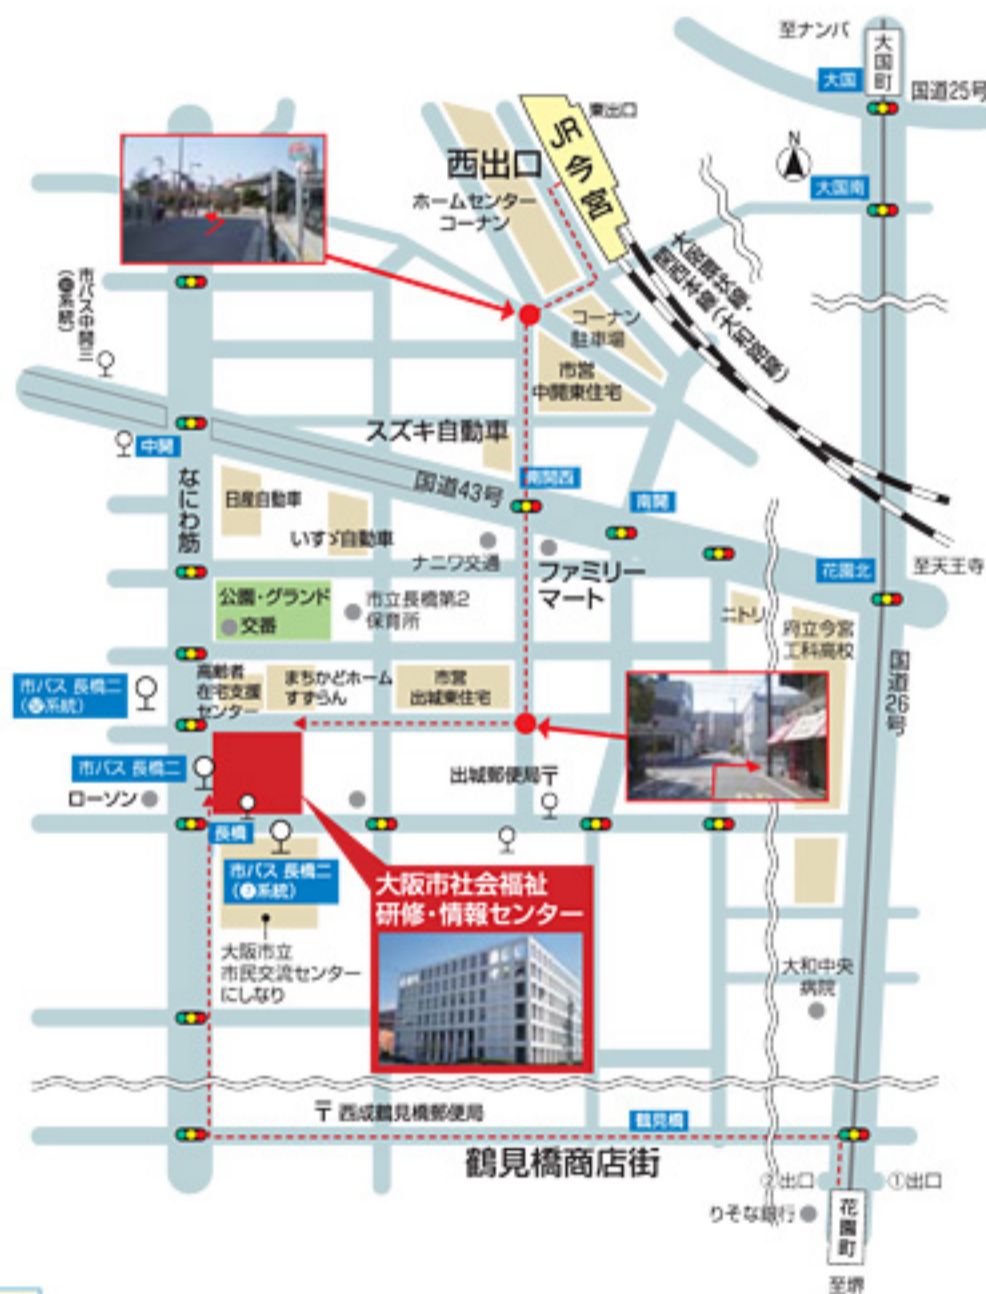 至ナンバ
大国町
大国
国道25号
東出口
JR今宮
西出口
N
大国南
ホームセンター
コーナン
大阪環状線・
関西本線(大和路線)
市バス中開三
コーナン
駐車場
市営
中開東住宅
スズキ自動車
中開
なにわ筋
国道43号
南開西
南開
日産自動車
いすゞ自動車
ナニワ交通
ファミリー
マート
花園北
至天王寺
公園・グランド
交番
市立長橋第2
保育所
ニトリ
府立今宮
工科高校
国道26号
高齢者
在宅支援
センター
まちかどホーム
すずらん
市営
出城東住宅
市バス 長橋二
系統)
市バス 長橋二
ローソン
出城郵便局〒
長橋
市バス 長橋二
(❼系統)
大阪市社会福祉
研修・情報センター
大阪市立
市民交流センター
にしなり
大和中央
病院
〒西成鶴見橋郵便局
鶴見橋
鶴見橋商店街
②出口
①出口
りそな銀行
花園町
至堺